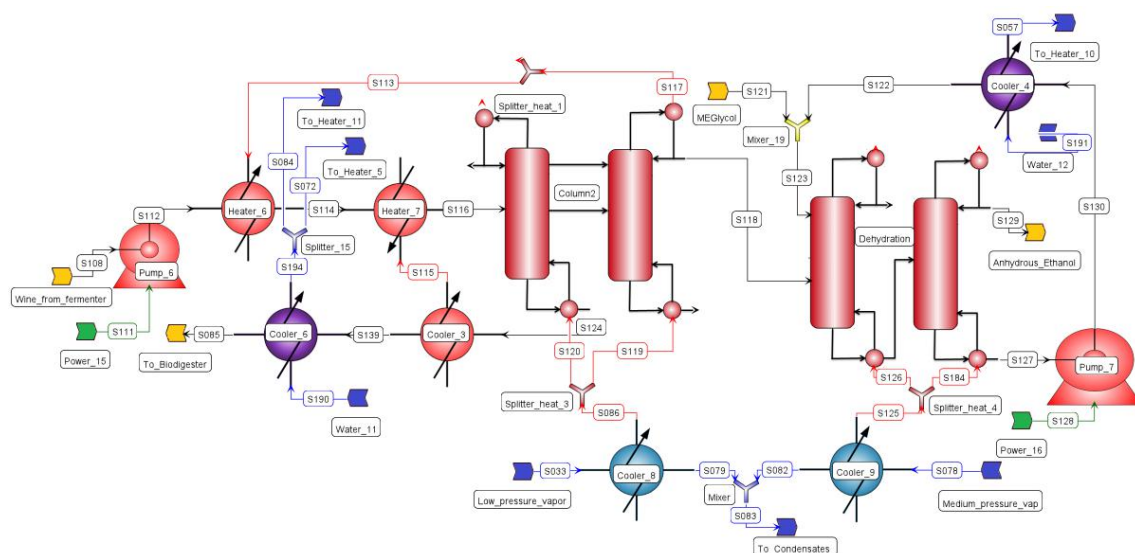 S057
To_Heater_10
S113
S117
Splitter_heat_1
MEGlycol
S121
S122
Cooler_4
To_Heater_11
Mixer_19
S084
To_Heater_5
S191
Water_12
S072
S123
S130
Heater_6
S114
Heater_7
S116
Column2
S112
S118
S129
Splitter_15
Dehydration
Anhydrous_Ethanol
S108
Pump_6
S194
S115
Wine_from_fermenter
S111
S085
Cooler_6
S139
Cooler_3
S124
Power_15
To_Biodigester
S120
S119
S127
Pump_7
S126
S184
S190
Splitter_heat_3
Splitter_heat_4
Water_11
S086
S125
S128
Power_16
S033
Cooler_8
S079
S082
Cooler_9
S078
Low_pressure_vapor
Mixer
Medium_pressure_vap
S083
To_Condensates